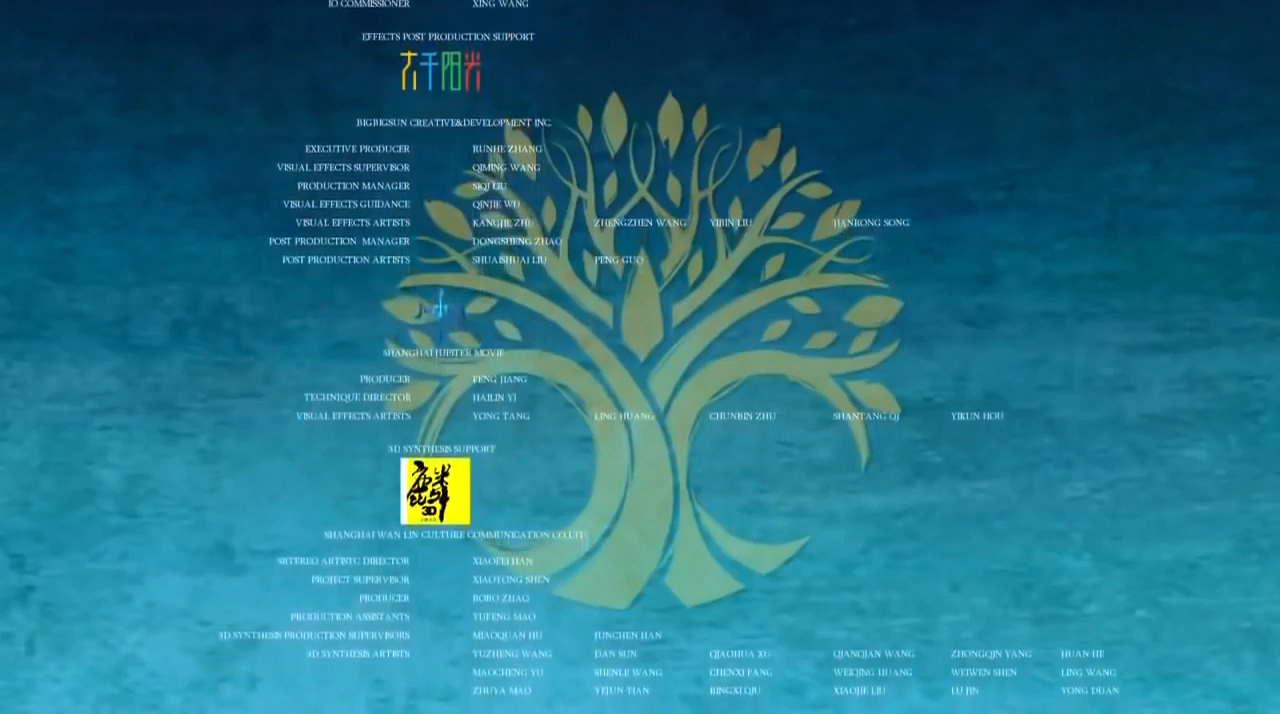 IO COMMISSIONER XING WANG
EFFECTS POST PRODUCTION SUPPORT
大千阳光
BIGBIGSUN CREATIVE&DEVELOPMENT INC.
EXECUTIVE PRODUCER RUNHE ZHANG
VISUAL EFFECTS SUPERVISOR QIMING WANG
PRODUCTION MANAGER SIQI LIU
VISUAL EFFECTS GUIDANCE QINJIE WU
VISUAL EFFECTS ARTISTS KANGJIE ZHU ZHENGZHEN WANG YIBIN LIU JIANRONG SONG
POST PRODUCTION MANAGER DONGSHENG ZHAO
POST PRODUCTION ARTISTS SHUAISHUAI LIU PENG GUO
SHANGHAI JUPITER MOVIE
PRODUCER FENG JIANG
TECHNIQUE DIRECTOR HAILIN YI
VISUAL EFFECTS ARTISTS YONG TANG LING HUANG CHUNBIN ZHU SHANTANG QI YIKUN HOU
3D SYNTHESIS SUPPORT
3D
SHANGHAI WAN LIN CULTURE COMMUNICATION CO.LTD
SRTEREO ARTISTC DIRECTOR XIAOFEI HAN
PROJECT SUPERVISOR XIAOTONG SHEN
PRODUCER BOBO ZHAO
PRODUCTION ASSISTANTS YUFENG MAO
3D SYNTHESIS PRODUCTION SUPERVISORS MIAOQUAN HU JUNCHEN HAN
3D SYNTHESIS ARTISTS YUZHENG WANG DAN SUN QIAOHUA XU QIANQIAN WANG ZHONGQIN YANG HUAN HE
MAOCHENG YU SHENLE WANG CHENXI FANG WEIQING HUANG WEIWEN SHEN LING WANG
ZHUYA MAO YEJUN TIAN BINGXI QIU XIAOJIE LIU LU JIN YONG DUAN